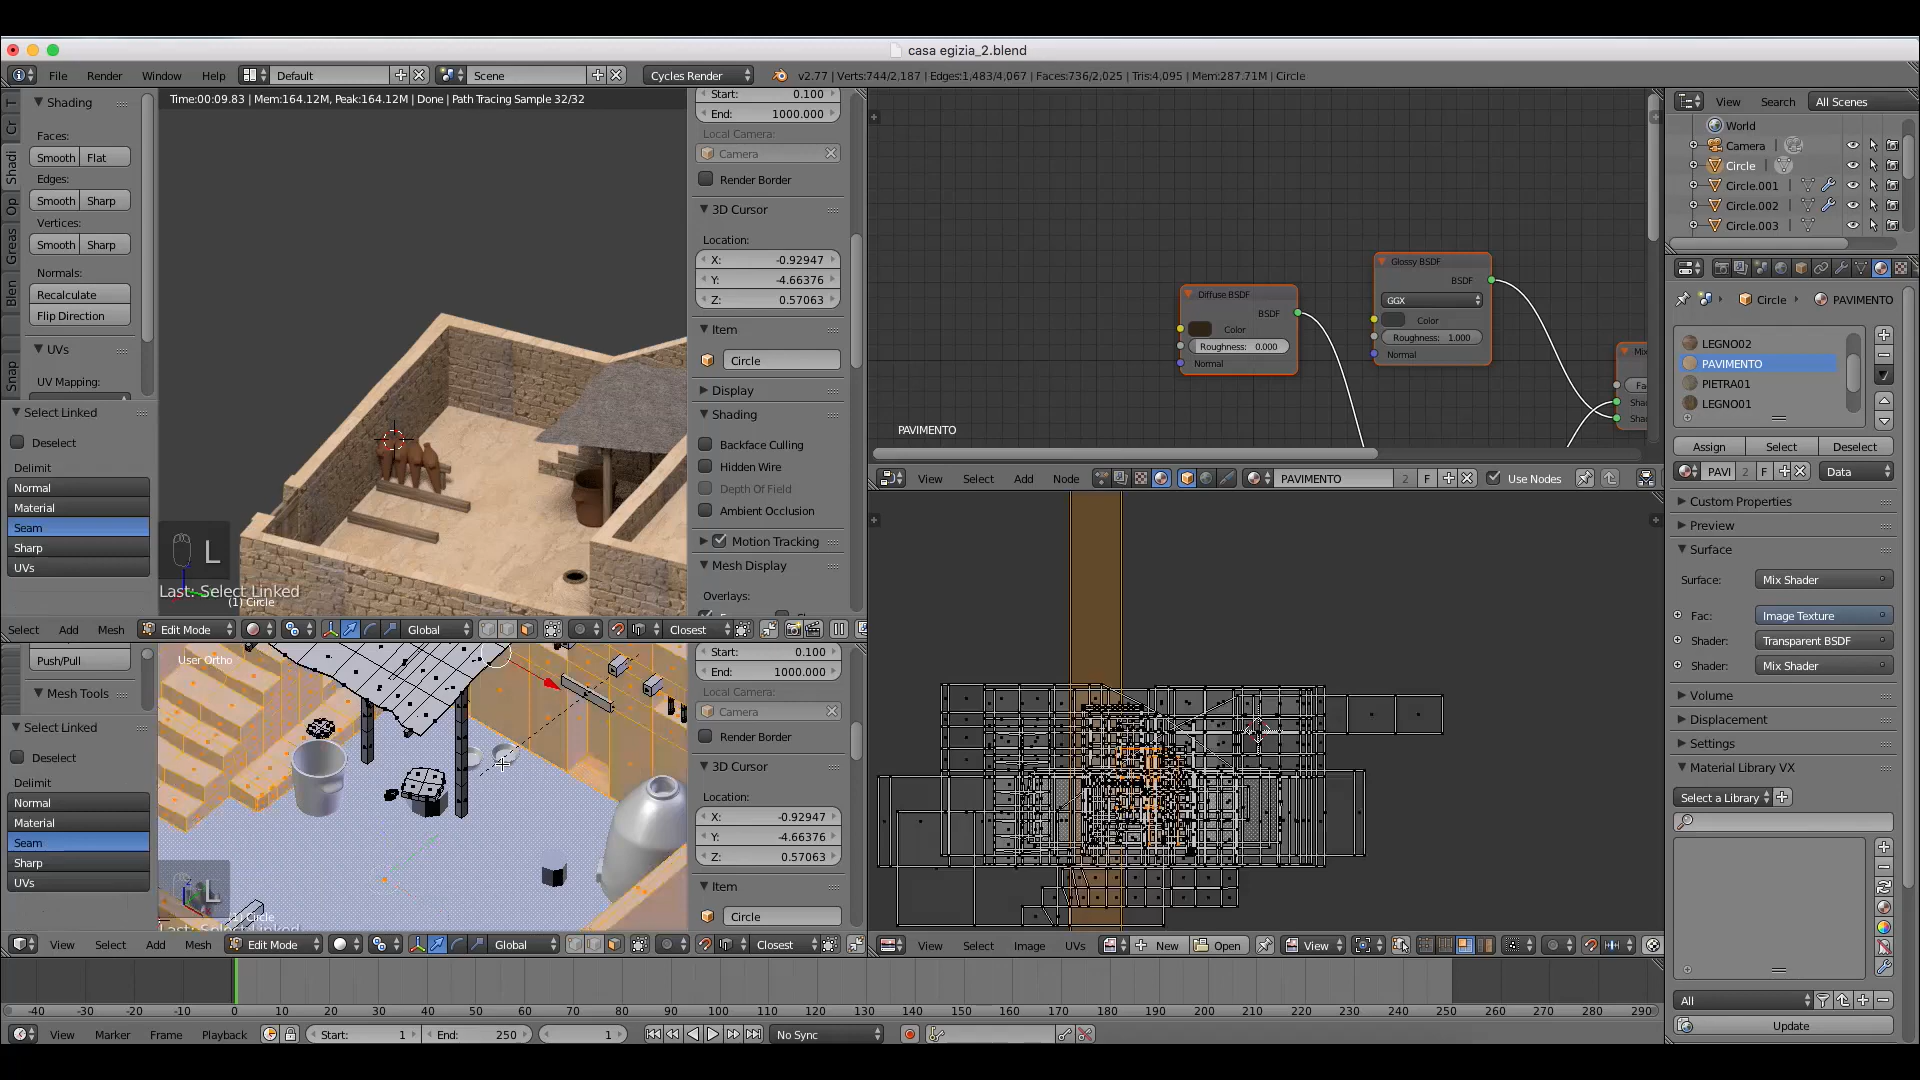 casa egizia_2.blend
File Render Window Help Default Scene Cycles Render v2.77 | Verts:744/2,187 | Edges:1,483/4,067 | Faces:736/2,025 | Tris:4,095 | Mem:287.71M | Circle
Time:00:09.83 | Mem:164.12M, Peak:164.12M | Done | Path Tracing Sample 32/32
T
Cr
Shadi
Op
Greas
Blen
Snap
Shading
Faces:
Smooth Flat
Edges:
Smooth Sharp
Vertices:
Smooth Sharp
Normals:
Recalculate
Flip Direction
UVs
UV Mapping:
Select Linked
Deselect
Delimit
Normal
Material
Seam
Sharp
UVs
L
Last: Select Linked
(1) Circle
Start: 0.100
End: 1000.000
Local Camera:
Camera
Render Border
3D Cursor
Location:
X: -0.92947
Y: -4.66376
Z: 0.57063
Item
Circle
Display
Shading
Backface Culling
Hidden Wire
Depth Of Field
Ambient Occlusion
Motion Tracking
Mesh Display
Overlays:
Select Add Mesh Edit Mode Global Closest
Push/Pull
Mesh Tools
Select Linked
Deselect
Delimit
Normal
Material
Seam
Sharp
UVs
User Ortho
L
(1) Circle
Last: Select Linked
Start: 0.100
End: 1000.000
Local Camera:
Camera
Render Border
3D Cursor
Location:
X: -0.92947
Y: -4.66376
Z: 0.57063
Item
Circle
View Select Add Mesh Edit Mode Global Closest
Diffuse BSDF
BSDF
Color
Roughness: 0.000
Normal
Glossy BSDF
BSDF
GGX
Color
Roughness: 1.000
Normal
Mix
Fa
Sha
Sha
PAVIMENTO
View Select Add Node PAVIMENTO 2 F Use Nodes
View Select Image UVs New Open View
View Search All Scenes
World
Camera
Circle
Circle.001
Circle.002
Circle.003
Circle PAVIMENTO
LEGNO02
PAVIMENTO
PIETRA01
LEGNO01
Assign Select Deselect
PAVI 2 F Data
Custom Properties
Preview
Surface
Surface: Mix Shader
Fac: Image Texture
Shader: Transparent BSDF
Shader: Mix Shader
Volume
Displacement
Settings
Material Library VX
Select a Library
All
Update
-40 -30 -20 -10 0 10 20 30 40 50 60 70 80 90 100 110 120 130 140 150 160 170 180 190 200 210 220 230 240 250 260 270 280 290
View Marker Frame Playback Start: 1 End: 250 1 No Sync